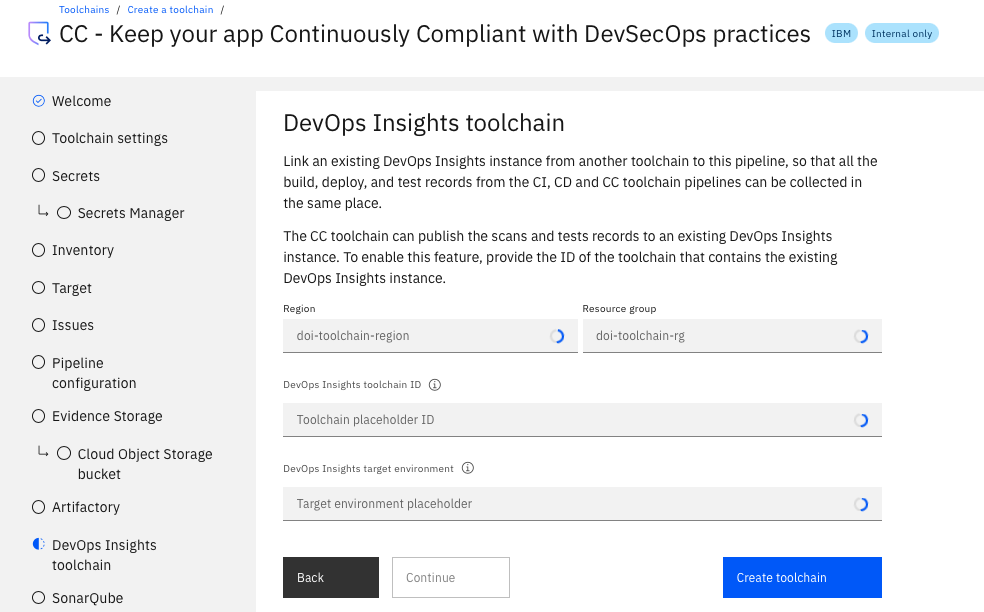 Toolchains / Create a toolchain /
CC - Keep your app Continuously Compliant with DevSecOps practices IBM Internal only
Welcome
Toolchain settings
Secrets
Secrets Manager
Inventory
Target
Issues
Pipeline
configuration
Evidence Storage
Cloud Object Storage
bucket
Artifactory
DevOps Insights
toolchain
SonarQube
DevOps Insights toolchain
Link an existing DevOps Insights instance from another toolchain to this pipeline, so that all the
build, deploy, and test records from the CI, CD and CC toolchain pipelines can be collected in
the same place.
The CC toolchain can publish the scans and tests records to an existing DevOps Insights
instance. To enable this feature, provide the ID of the toolchain that contains the existing
DevOps Insights instance.
Region Resource group
doi-toolchain-region doi-toolchain-rg
DevOps Insights toolchain ID
Toolchain placeholder ID
DevOps Insights target environment
Target environment placeholder
Back Continue Create toolchain